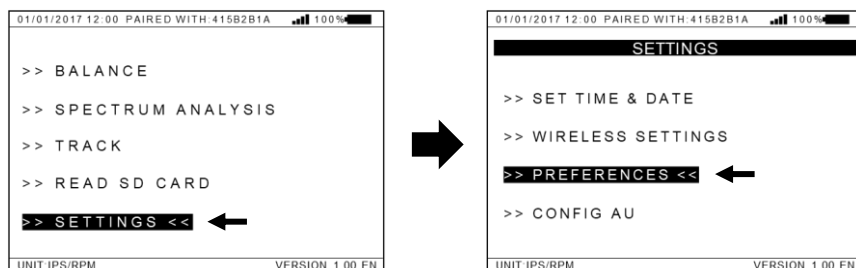 01/01/2017 12:00 PAIRED WITH:415B2B1A 100%
>> BALANCE
>> SPECTRUM ANALYSIS
>> TRACK
>> READ SD CARD
>> SETTINGS <<
UNIT:IPS/RPM VERSION 1.00 EN
01/01/2017 12:00 PAIRED WITH:415B2B1A 100%
SETTINGS
>> SET TIME & DATE
>> WIRELESS SETTINGS
>> PREFERENCES <<
>> CONFIG AU
UNIT:IPS/RPM VERSION 1.00 EN